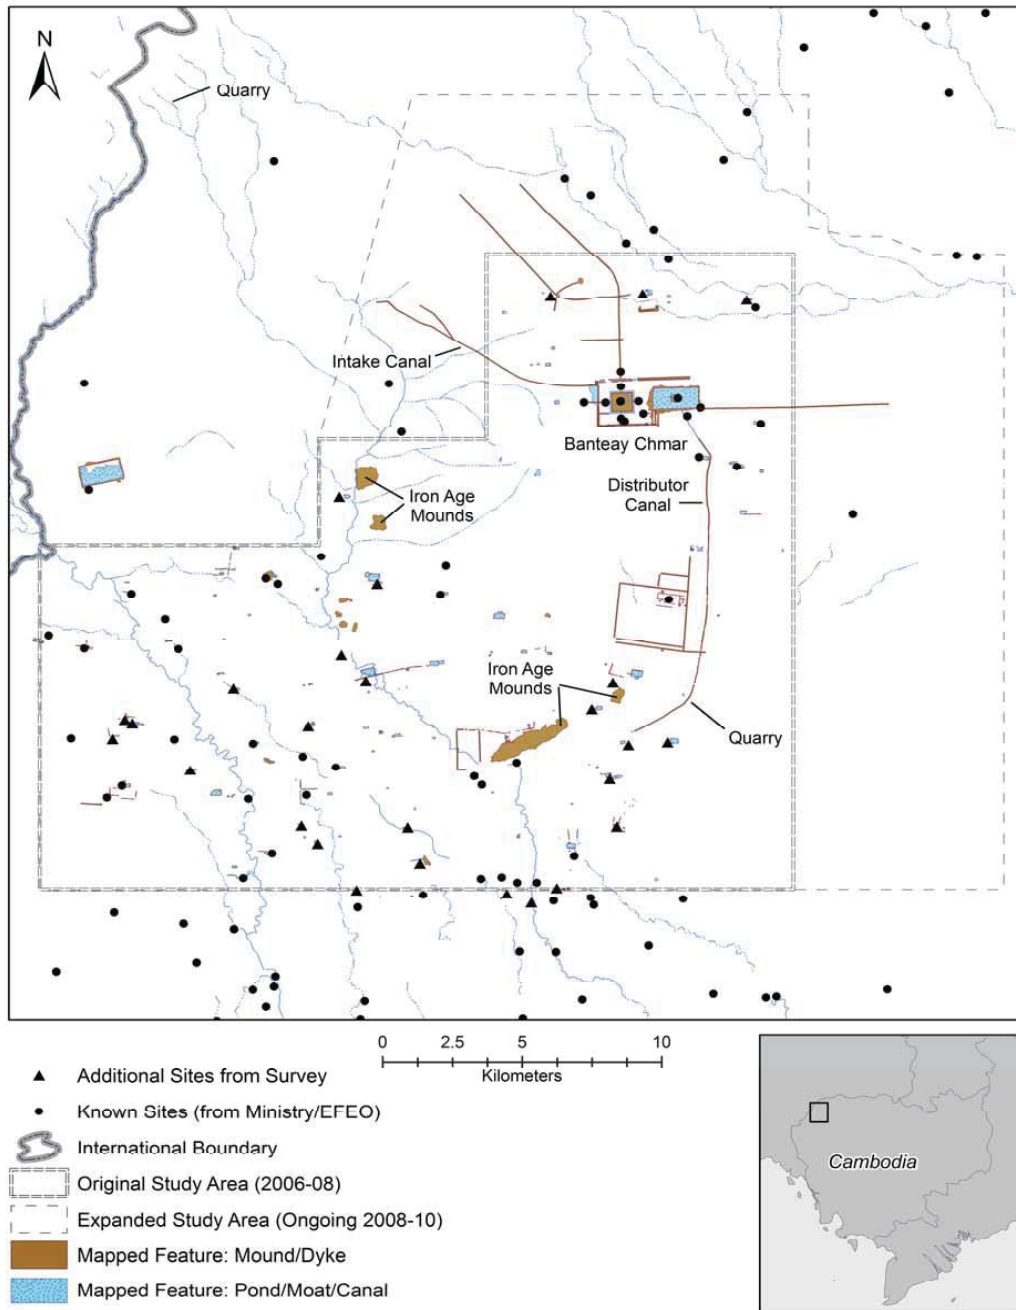 N
Quarry
Intake Canal
Banteay Chmar
Iron Age
Mounds
Distributor
Canal
Iron Age
Mounds
Quarry
0 2.5 5 10
Kilometers
Additional Sites from Survey
Known Sites (from Ministry/EFEO)
International Boundary
Original Study Area (2006-08)
Expanded Study Area (Ongoing 2008-10)
Mapped Feature: Mound/Dyke
Mapped Feature: Pond/Moat/Canal
Cambodia